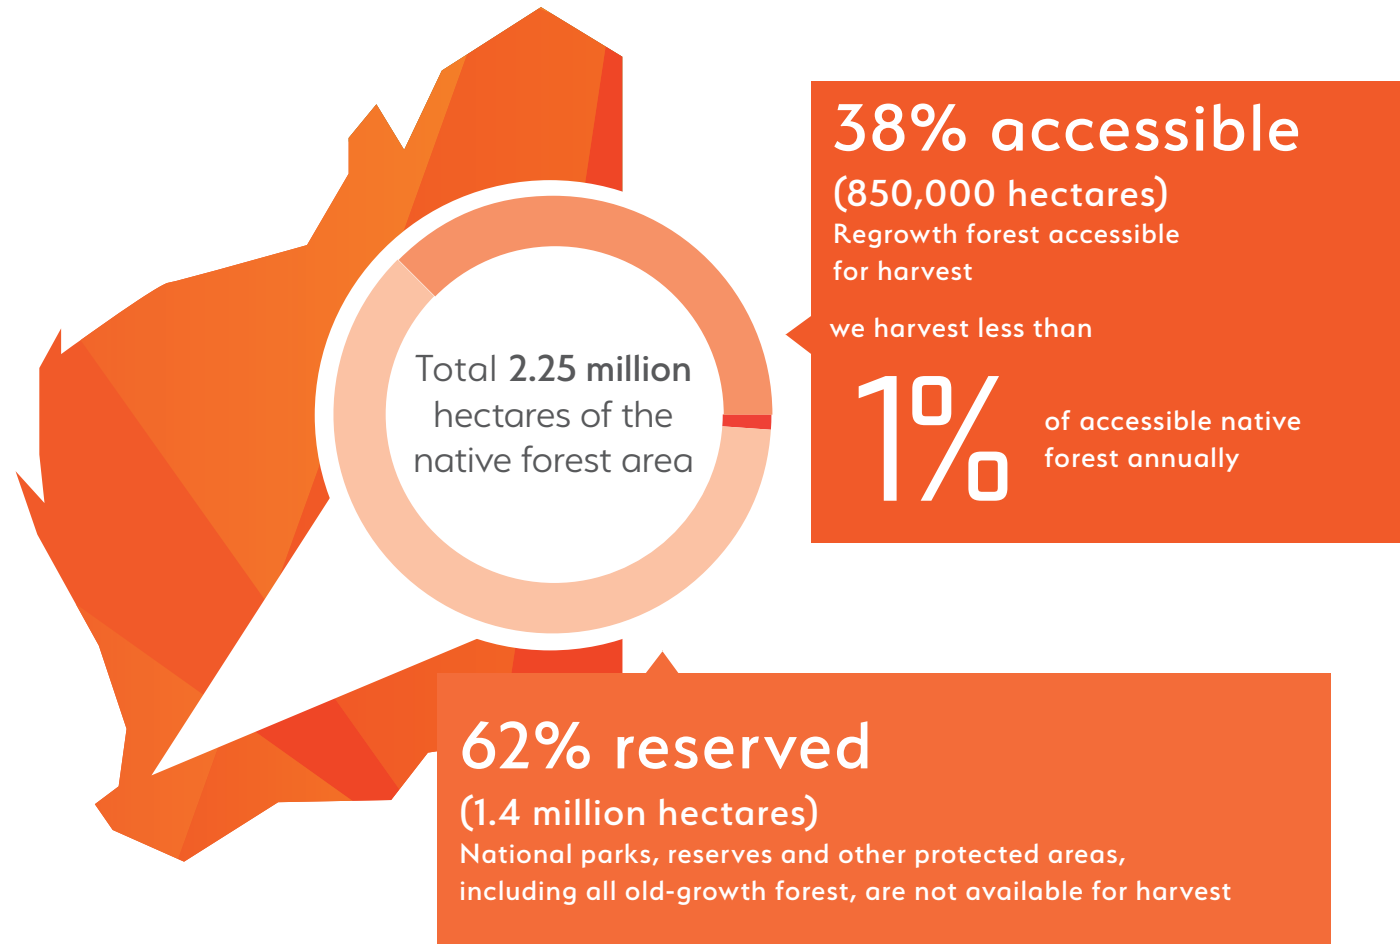 38% accessible
(850,000 hectares)
Regrowth forest accessible
for harvest
we harvest less than
1%
of accessible native
forest annually
Total 2.25 million
hectares of the
native forest area
62% reserved
(1.4 million hectares)
National parks, reserves and other protected areas,
including all old-growth forest, are not available for harvest